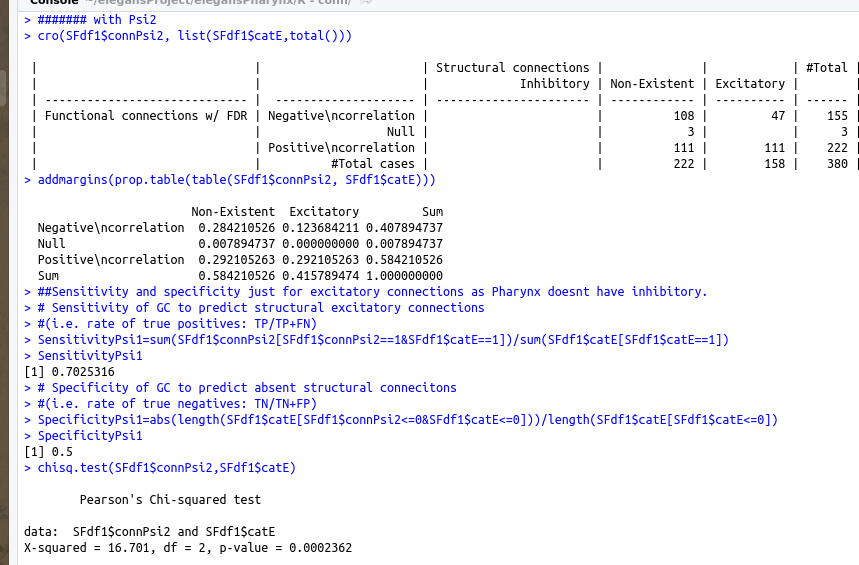 Console ~/elegansProject/elegansPharynx/R - conn/
> ####### with Psi2
> cro(SFdf1$connPsi2, list(SFdf1$catE,total()))
| | | Structural connections | | | #Total |
| | | Inhibitory | Non-Existent | Excitatory | |
| ---------------------------- | ------------------- | ---------------------- | ------------ | ---------- | ------ |
| Functional connections w/ FDR | Negative\ncorrelation | | 108 | 47 | 155 |
| | Null | | 3 | | 3 |
| | Positive\ncorrelation | | 111 | 111 | 222 |
| | #Total cases | | 222 | 158 | 380 |
> addmargins(prop.table(table(SFdf1$connPsi2, SFdf1$catE)))
Non-Existent Excitatory Sum
Negative\ncorrelation 0.284210526 0.123684211 0.407894737
Null 0.007894737 0.000000000 0.007894737
Positive\ncorrelation 0.292105263 0.292105263 0.584210526
Sum 0.584210526 0.415789474 1.000000000
> ##Sensitivity and specificity just for excitatory connections as Pharynx doesnt have inhibitory.
> # Sensitivity of GC to predict structural excitatory connections
> #(i.e. rate of true positives: TP/TP+FN)
> SensitivityPsi1=sum(SFdf1$connPsi2[SFdf1$connPsi2==1&SFdf1$catE==1])/sum(SFdf1$catE[SFdf1$catE==1])
> SensitivityPsi1
[1] 0.7025316
> # Specificity of GC to predict absent structural connecitons
> #(i.e. rate of true negatives: TN/TN+FP)
> SpecificityPsi1=abs(length(SFdf1$catE[SFdf1$connPsi2<=0&SFdf1$catE<=0]))/length(SFdf1$catE[SFdf1$catE<=0])
> SpecificityPsi1
[1] 0.5
> chisq.test(SFdf1$connPsi2,SFdf1$catE)
Pearson's Chi-squared test
data: SFdf1$connPsi2 and SFdf1$catE
X-squared = 16.701, df = 2, p-value = 0.0002362